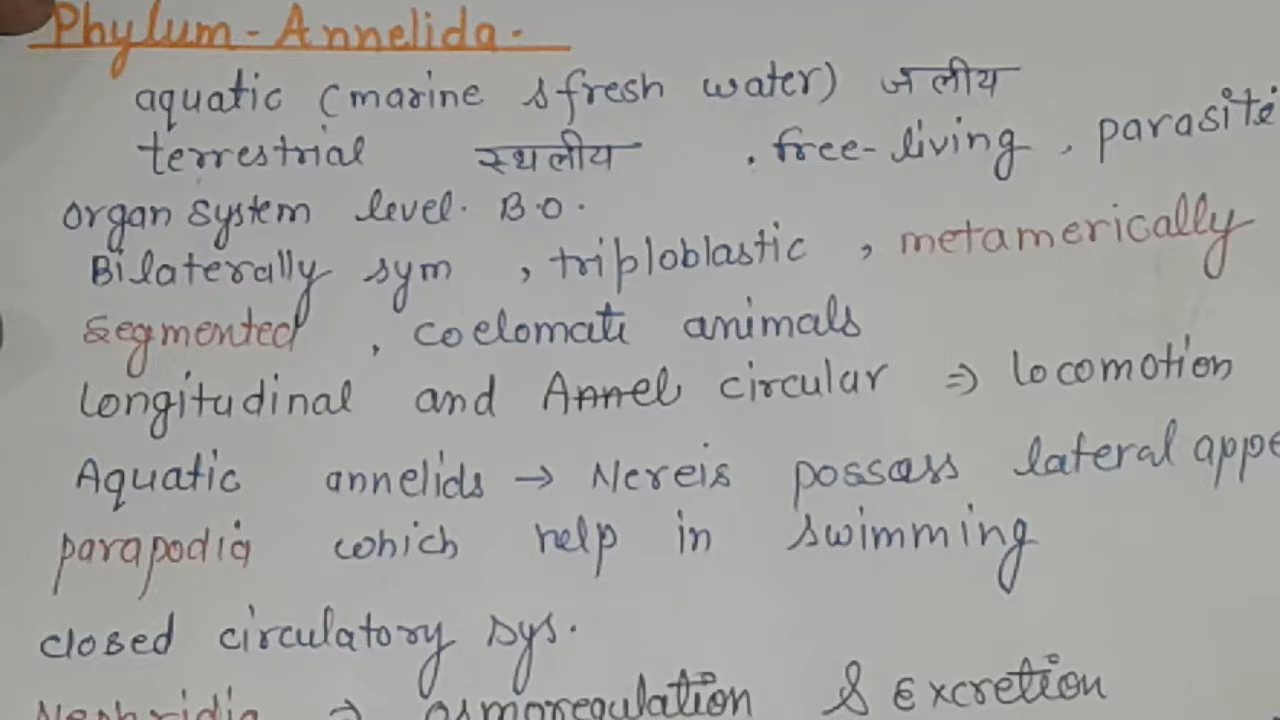 Phylum - Annelida.
aquatic (marine & fresh water) जलीय
terrestrial स्थलीय . free-living , parasite
organ system level. B.O.
Bilaterally sym , triploblastic , metamerically
segmented , coelomate animals
longitudinal and Annel circular ⇒ locomotion
Aquatic annelids → Nereis possess lateral appe
parapodia which help in swimming
closed circulatory sys.
Nephridia ⇒ osmoregulation & Excretion